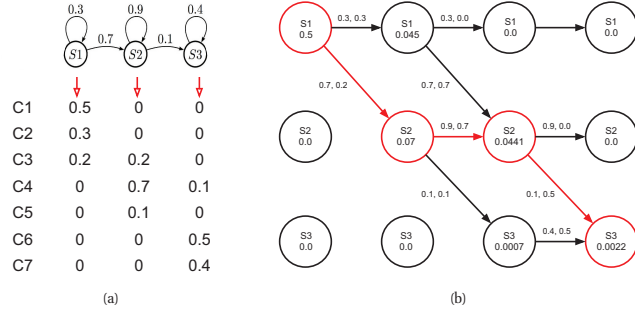 0.3 0.9 0.4
S1 0.7 S2 0.1 S3
C1 0.5 0 0
C2 0.3 0 0
C3 0.2 0.2 0
C4 0 0.7 0.1
C5 0 0.1 0
C6 0 0 0.5
C7 0 0 0.4
(a)
S1
0.5
0.3, 0.3
S1
0.045
0.3, 0.0
S1
0.0
S1
0.0
0.7, 0.2
0.7, 0.7
S2
0.0
S2
0.07
0.9, 0.7
S2
0.0441
0.9, 0.0
S2
0.0
0.1, 0.1
0.1, 0.5
S3
0.0
S3
0.0
S3
0.0007
0.4, 0.5
S3
0.0022
(b)